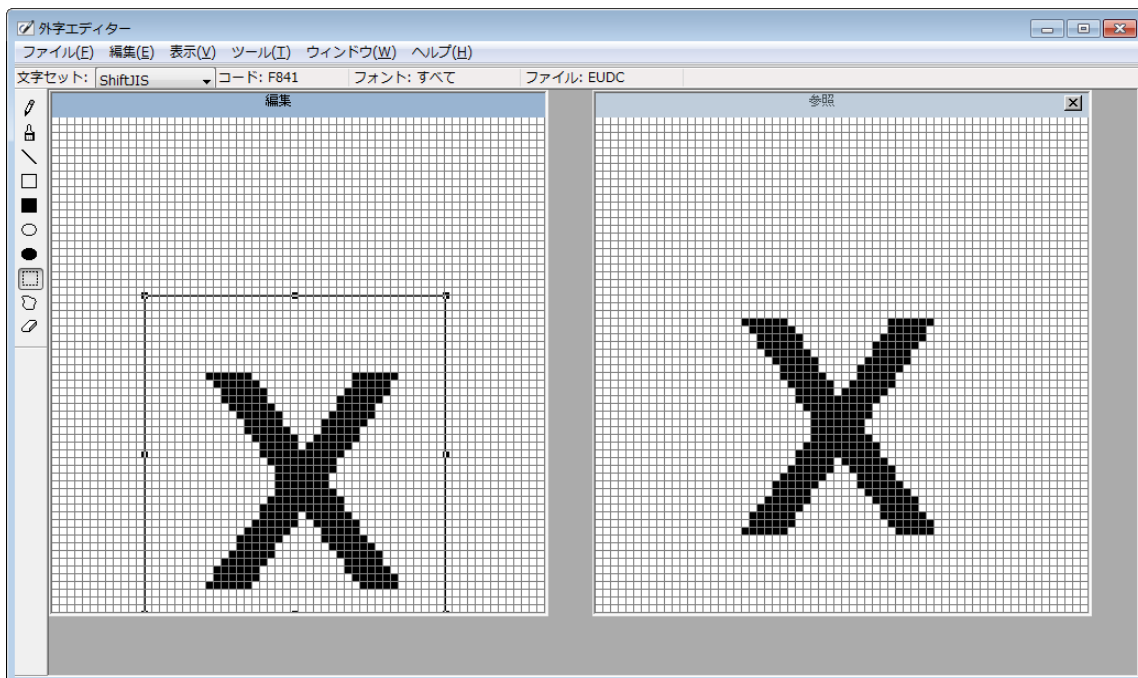 外字エディター
ファイル(F) 編集(E) 表示(V) ツール(T) ウィンドウ(W) ヘルプ(H)
文字セット: ShiftJIS コード: F841 フォント: すべて ファイル: EUDC
編集 参照
X X